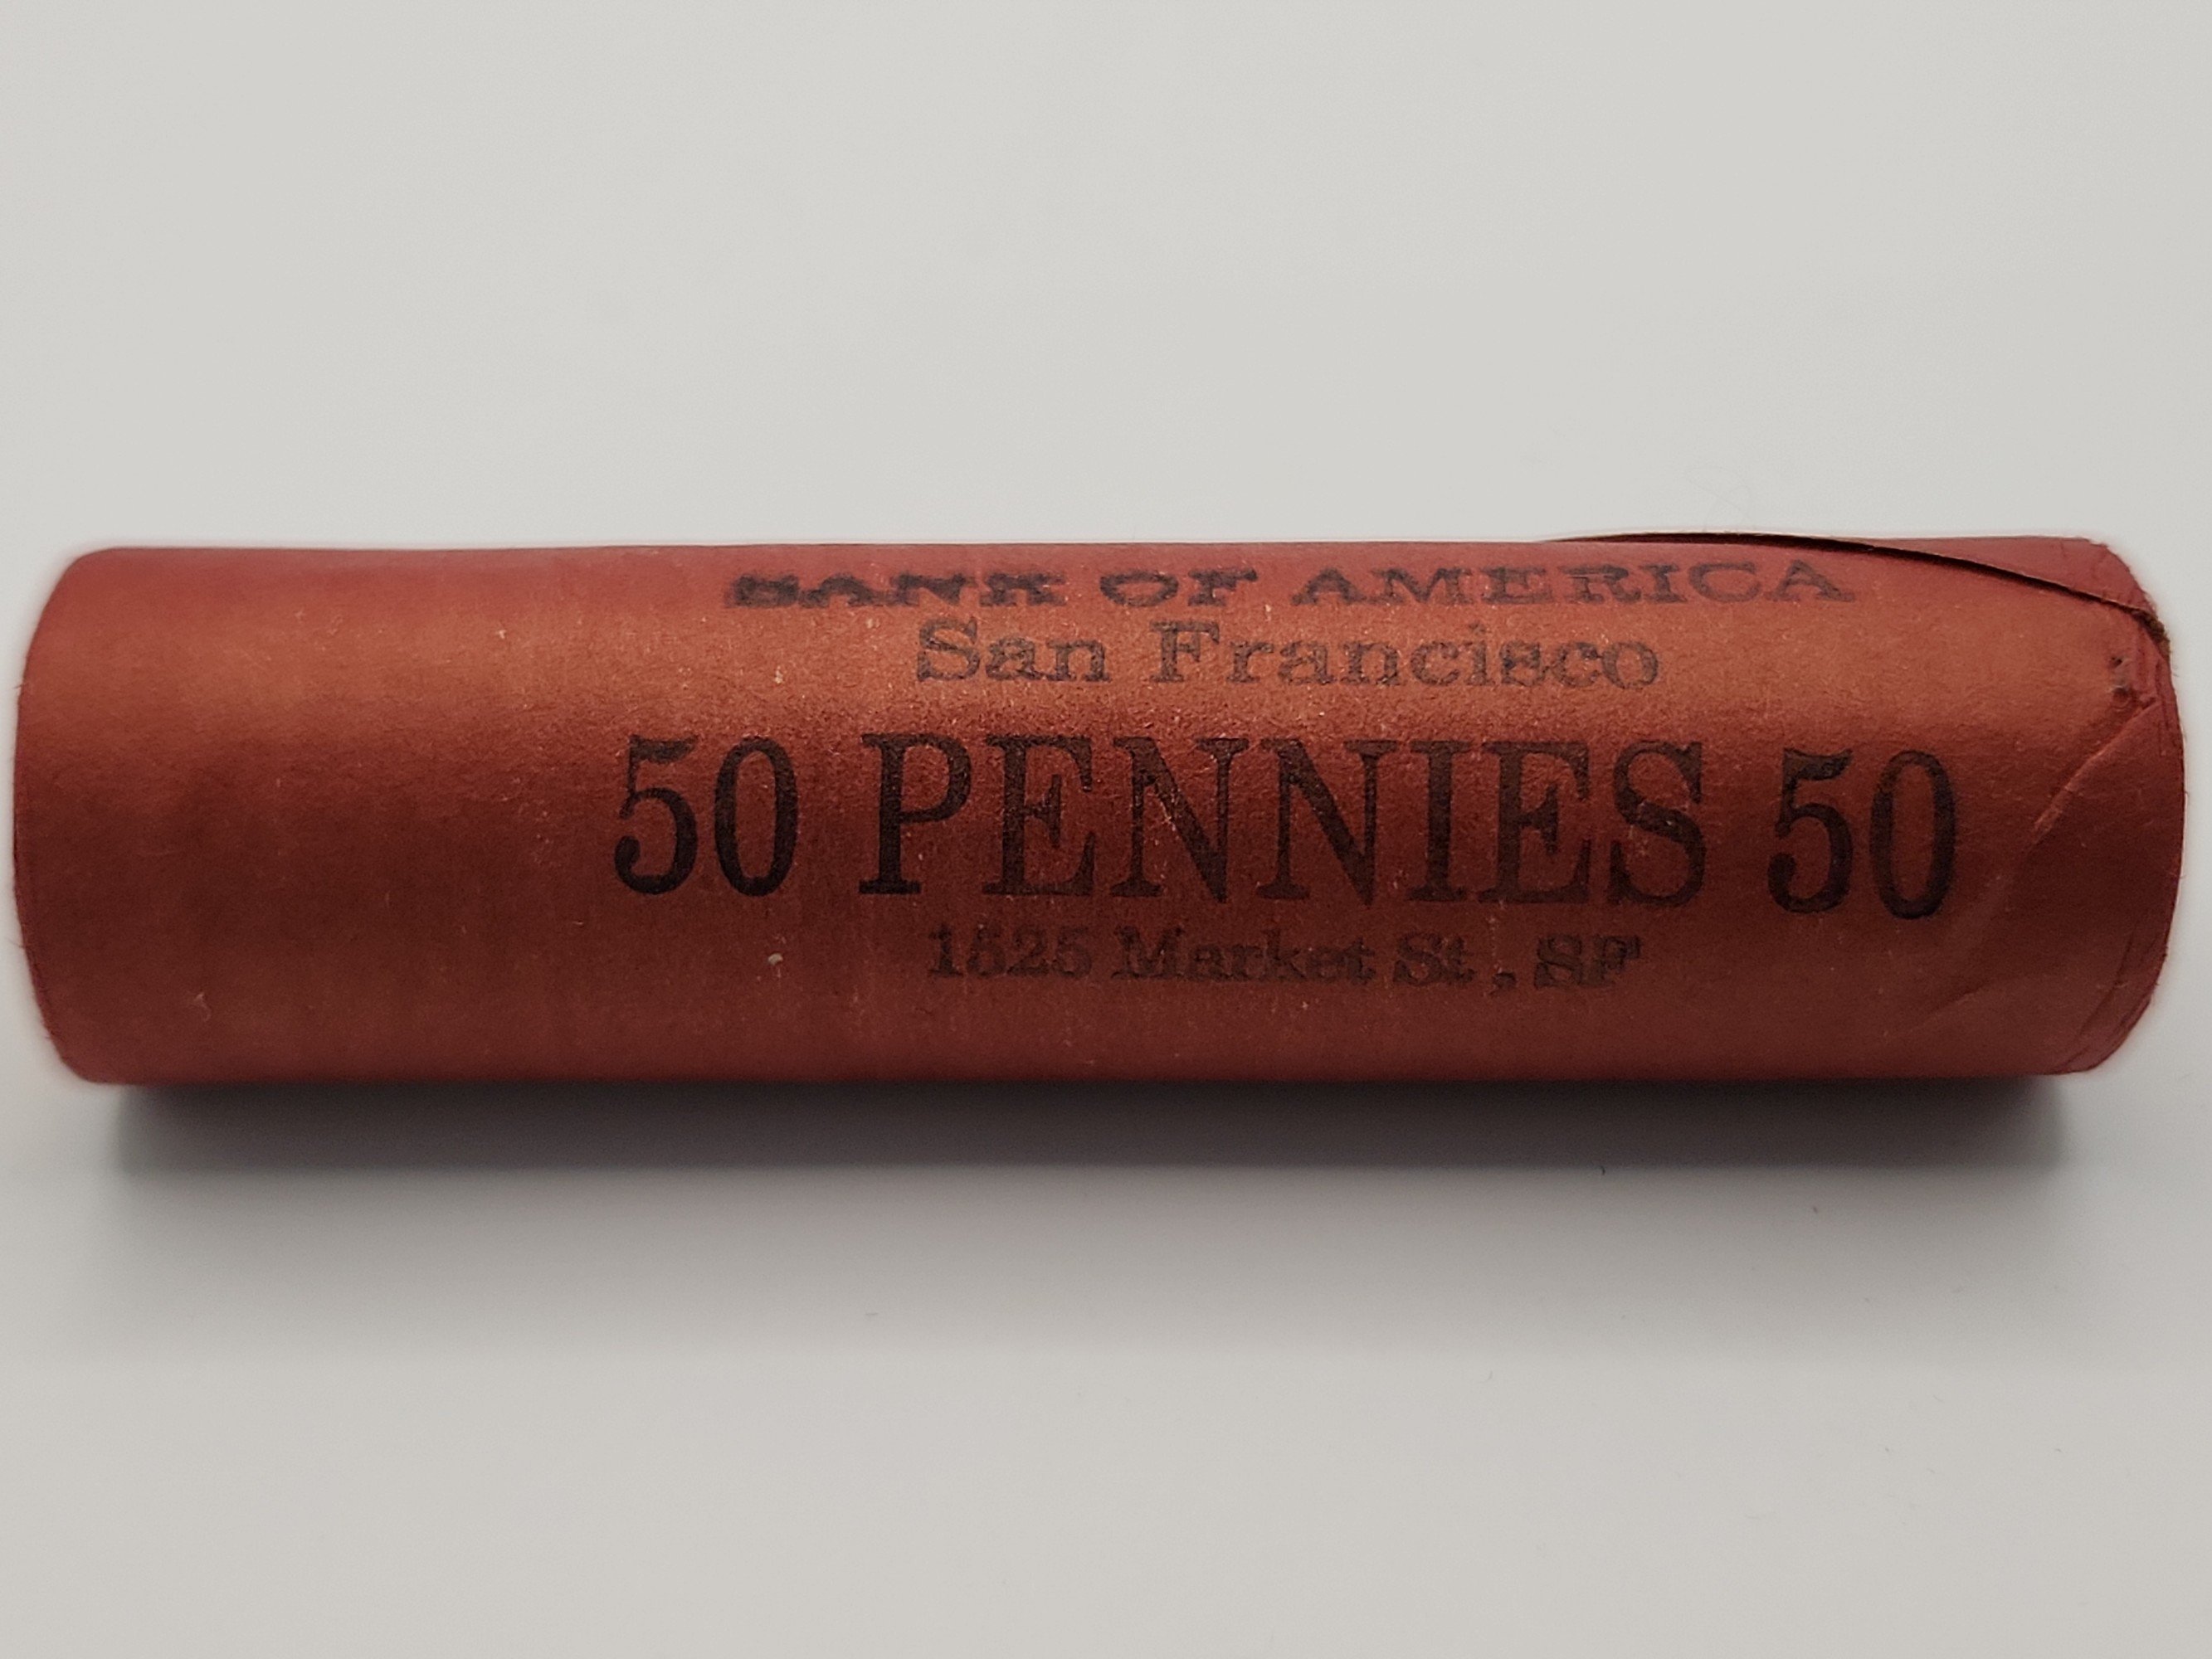 BANK OF AMERICA
San Francisco
50 PENNIES 50
1525 Market St, SF